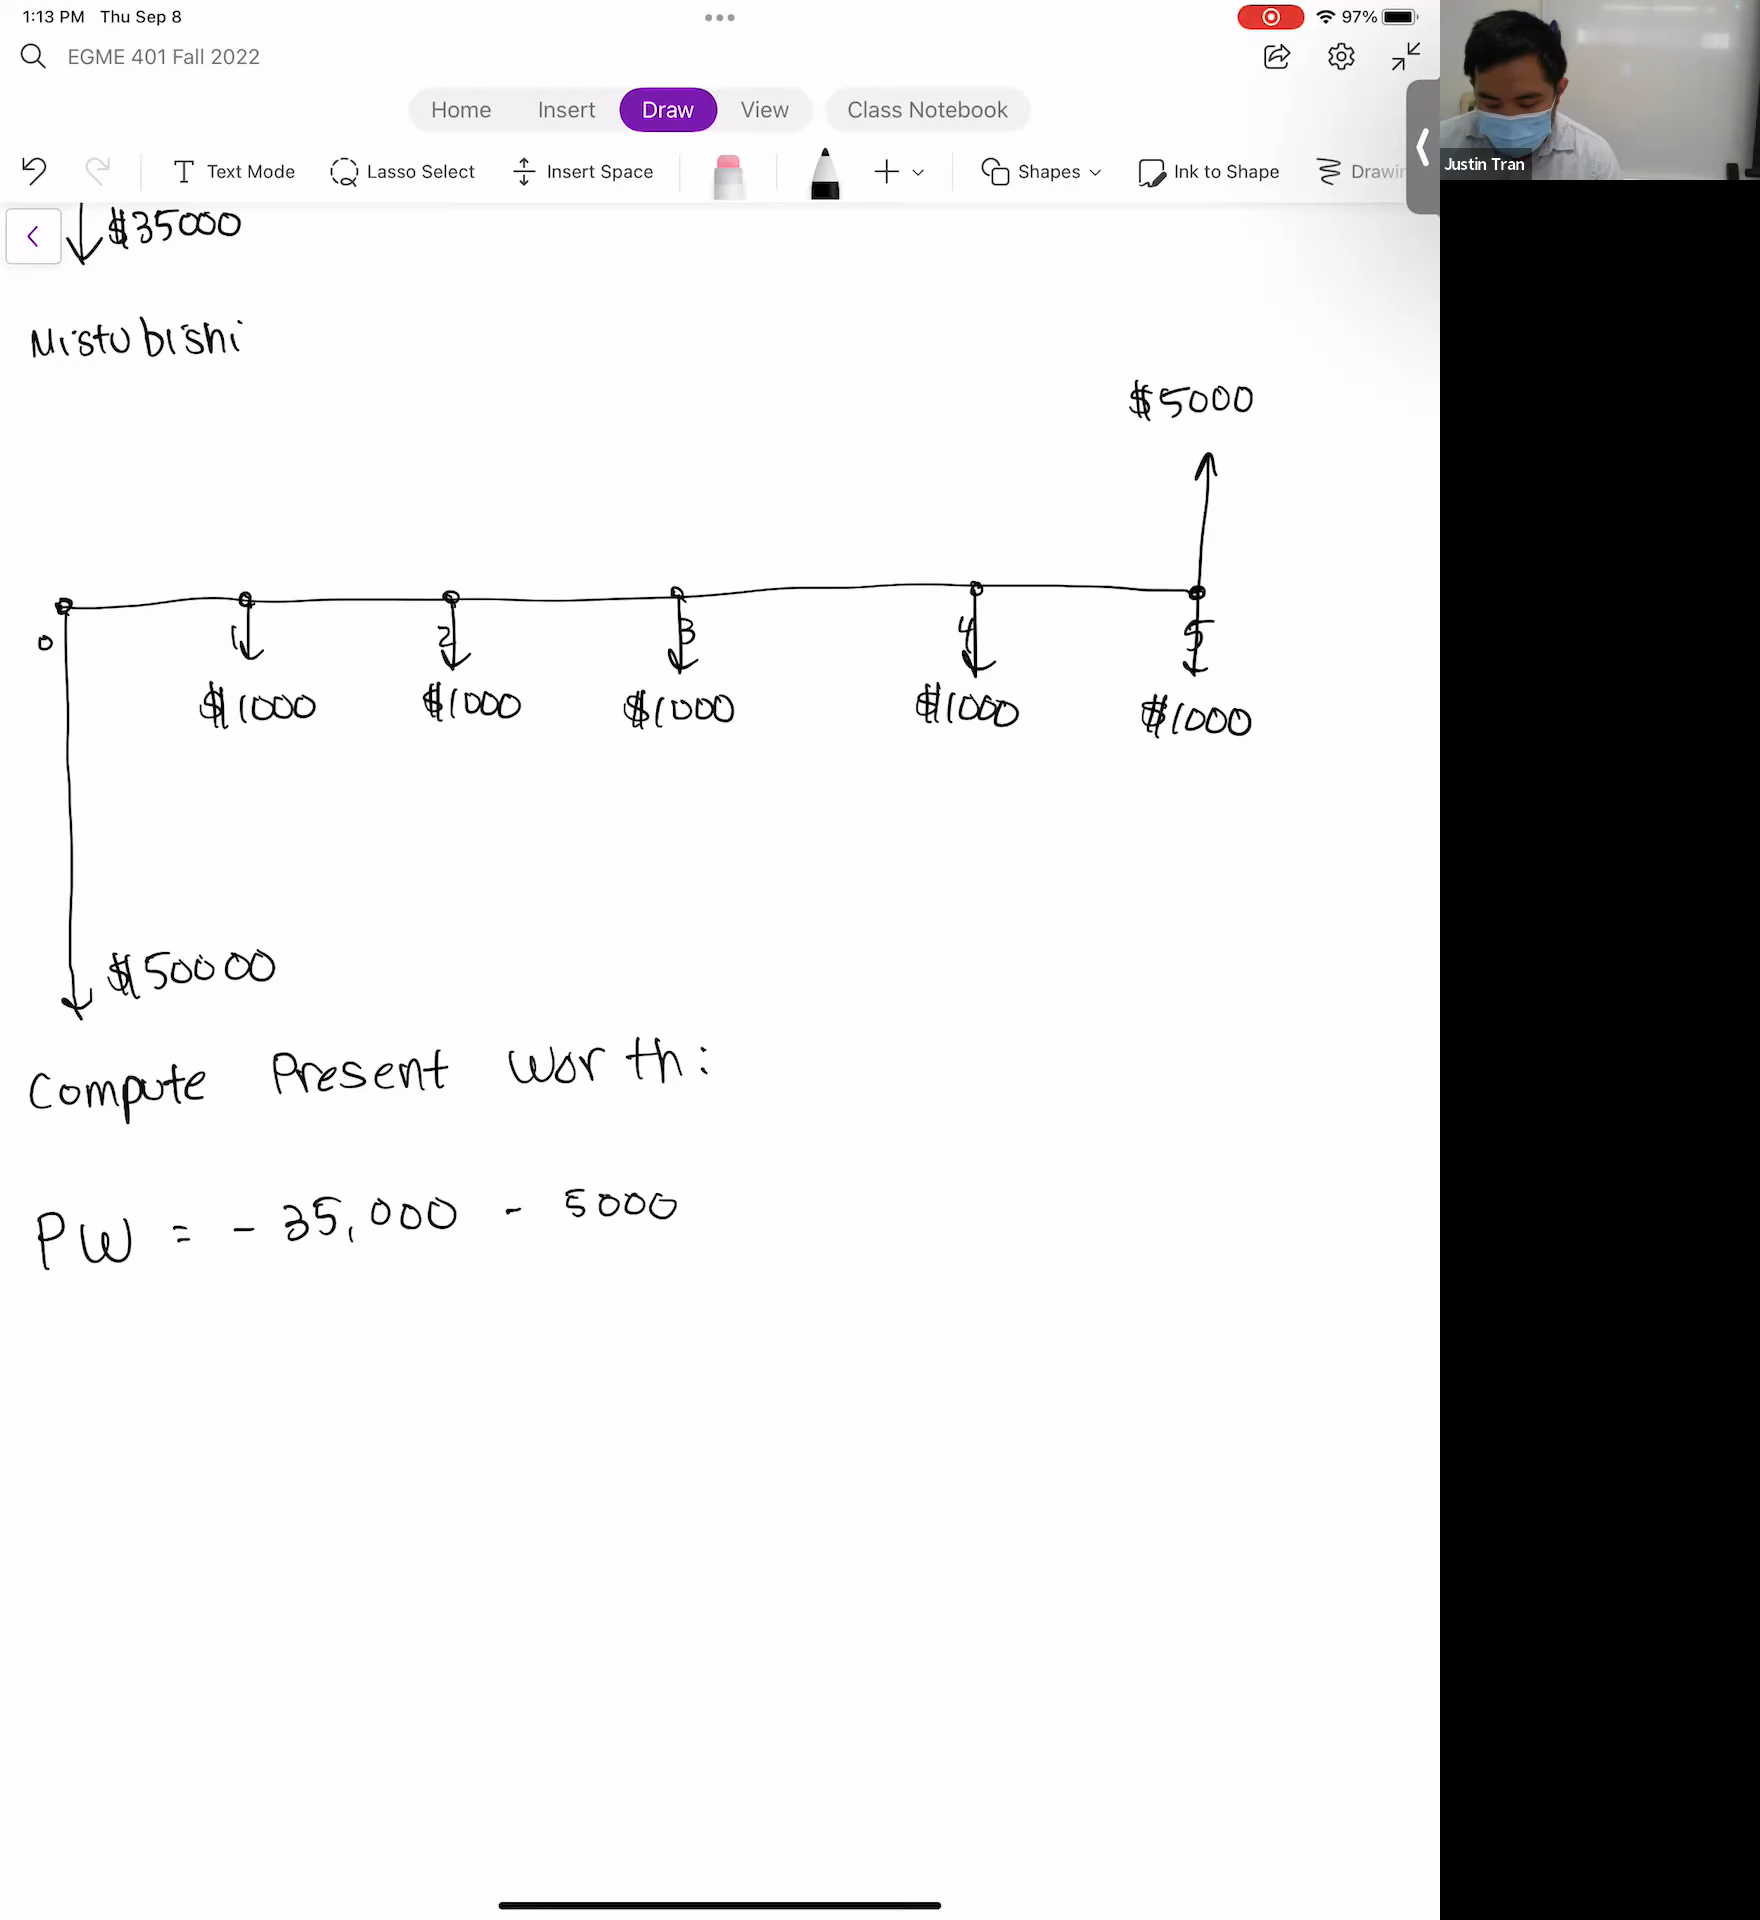 1:13 PM Thu Sep 8
97%
EGME 401 Fall 2022
Home Insert Draw View Class Notebook
Text Mode Lasso Select Insert Space Shapes Ink to Shape Drawin
Justin Tran
$35000
Mistubishi
$5000
0 1 2 3 4 5
$1000 $1000 $1000 $1000 $1000
$50000
Compute Present Worth:
PW = - 35,000 - 5000